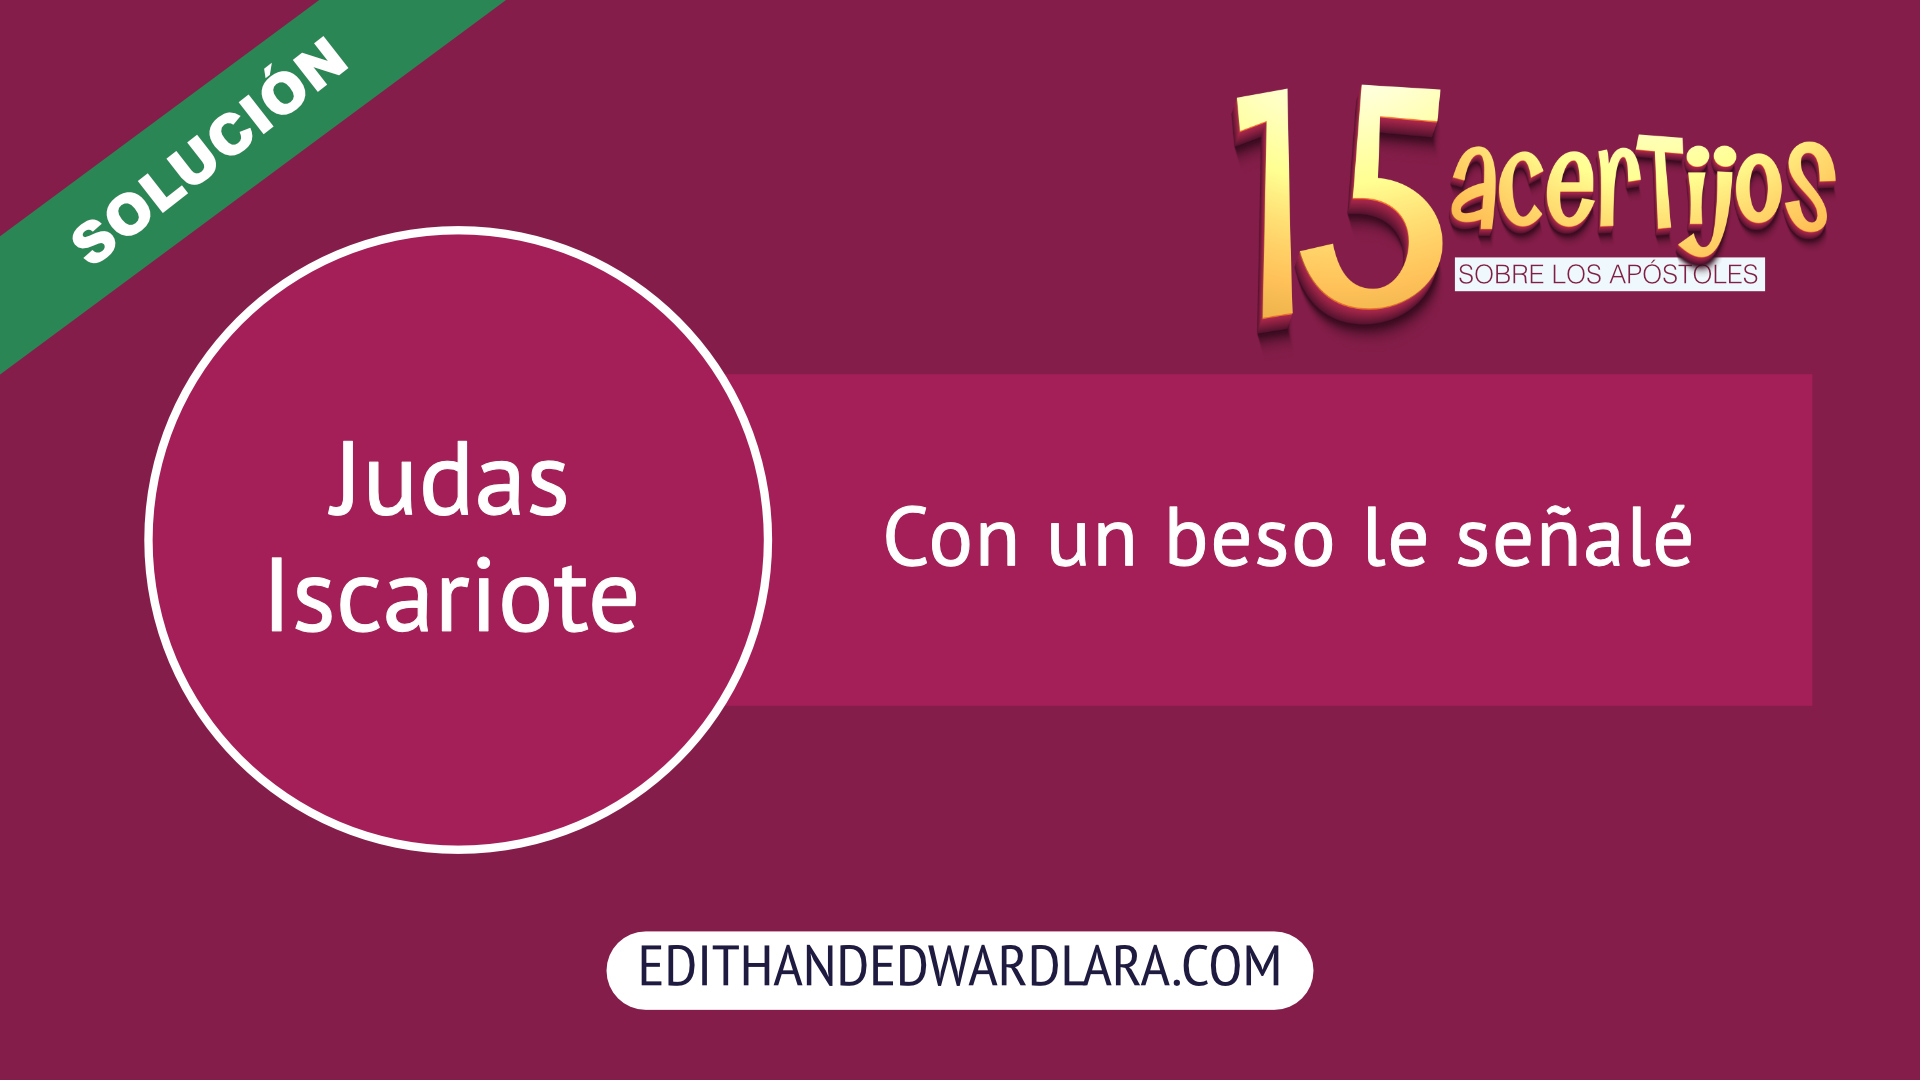 SOLUCIÓN
15 acertijos
SOBRE LOS APÓSTOLES
Judas
Iscariote
Con un beso le señalé
EDITHANDEDWARDLARA.COM